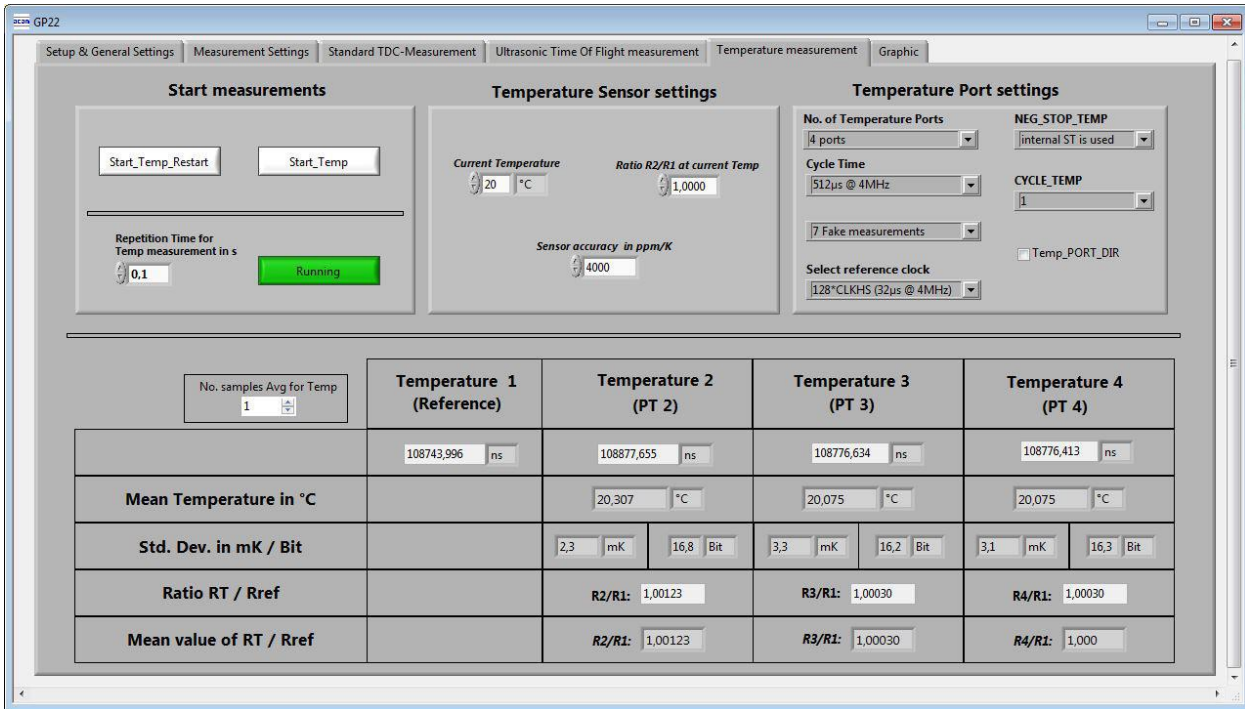 acam GP22
Setup & General Settings Measurement Settings Standard TDC-Measurement Ultrasonic Time Of Flight measurement Temperature measurement Graphic
Start measurements
Start_Temp_Restart Start_Temp
Repetition Time for
Temp measurement in s
0,1
Running
Temperature Sensor settings
Current Temperature Ratio R2/R1 at current Temp
20 °C 1,0000
Sensor accuracy in ppm/K
4000
Temperature Port settings
No. of Temperature Ports NEG_STOP_TEMP
4 ports internal ST is used
Cycle Time CYCLE_TEMP
512µs @ 4MHz 1
7 Fake measurements
Temp_PORT_DIR
Select reference clock
128*CLKHS (32µs @ 4MHz)
No. samples Avg for Temp
1
Temperature 1
(Reference)
Temperature 2
(PT 2)
Temperature 3
(PT 3)
Temperature 4
(PT 4)
108743,996 ns 108877,655 ns 108776,634 ns 108776,413 ns
Mean Temperature in °C 20,307 °C 20,075 °C 20,075 °C
Std. Dev. in mK / Bit 2,3 mK 16,8 Bit 3,3 mK 16,2 Bit 3,1 mK 16,3 Bit
Ratio RT / Rref R2/R1: 1,00123 R3/R1: 1,00030 R4/R1: 1,00030
Mean value of RT / Rref R2/R1: 1,00123 R3/R1: 1,00030 R4/R1: 1,000